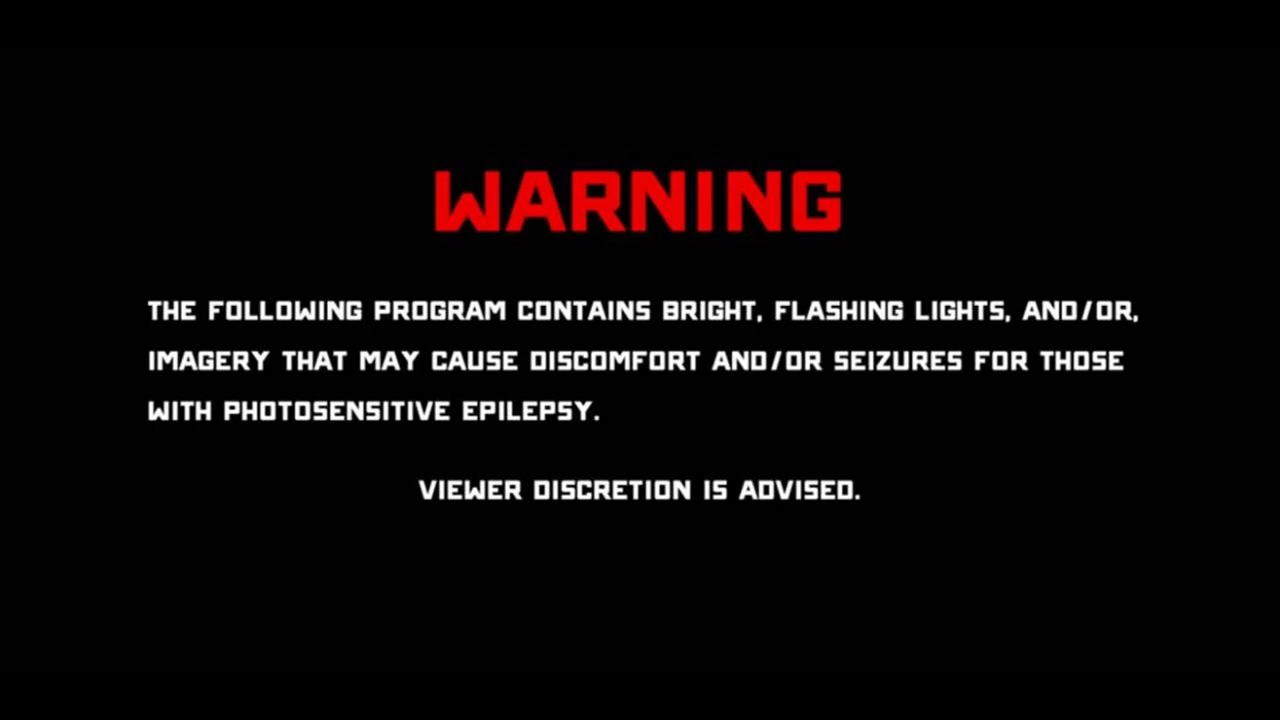 WARNING
THE FOLLOWING PROGRAM CONTAINS BRIGHT, FLASHING LIGHTS, AND/OR,
IMAGERY THAT MAY CAUSE DISCOMFORT AND/OR SEIZURES FOR THOSE
WITH PHOTOSENSITIVE EPILEPSY.
VIEWER DISCRETION IS ADVISED.